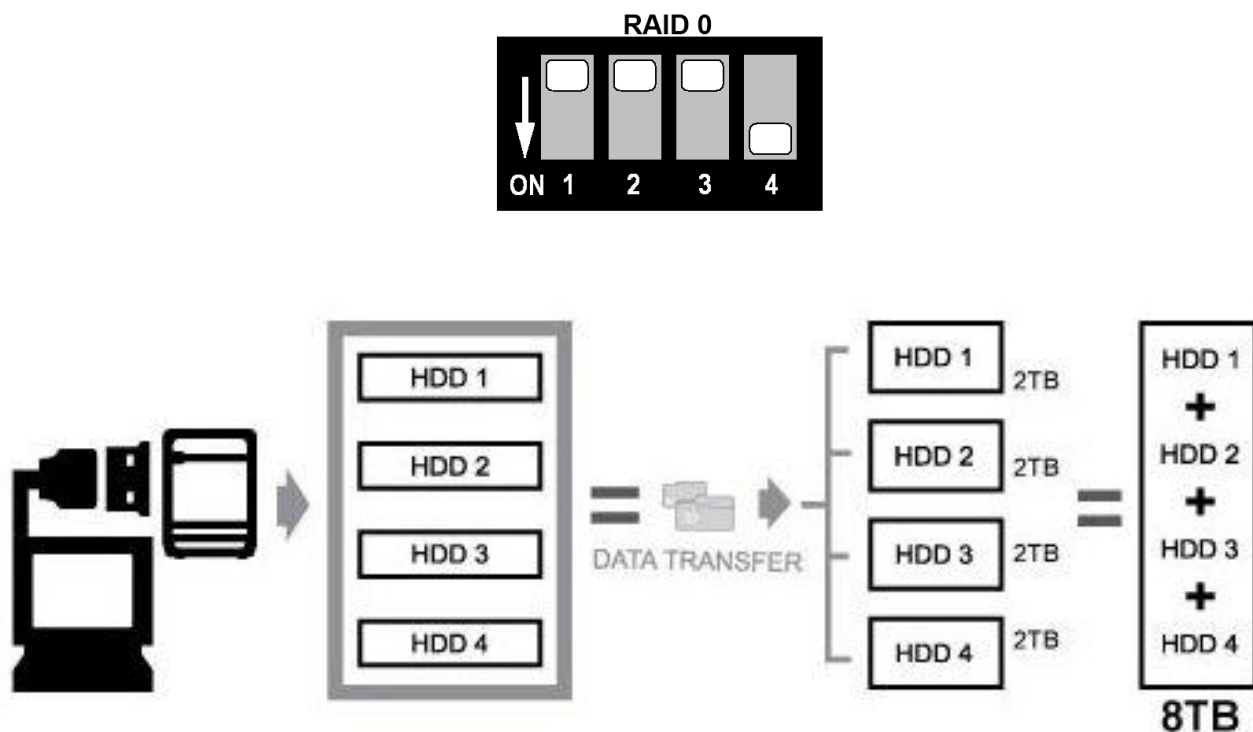 RAID 0
ON 1 2 3 4
HDD 1
HDD 2
HDD 3
HDD 4
DATA TRANSFER
HDD 1
2TB
HDD 2
2TB
HDD 3
2TB
HDD 4
2TB
HDD 1
+
HDD 2
+
HDD 3
+
HDD 4
8TB